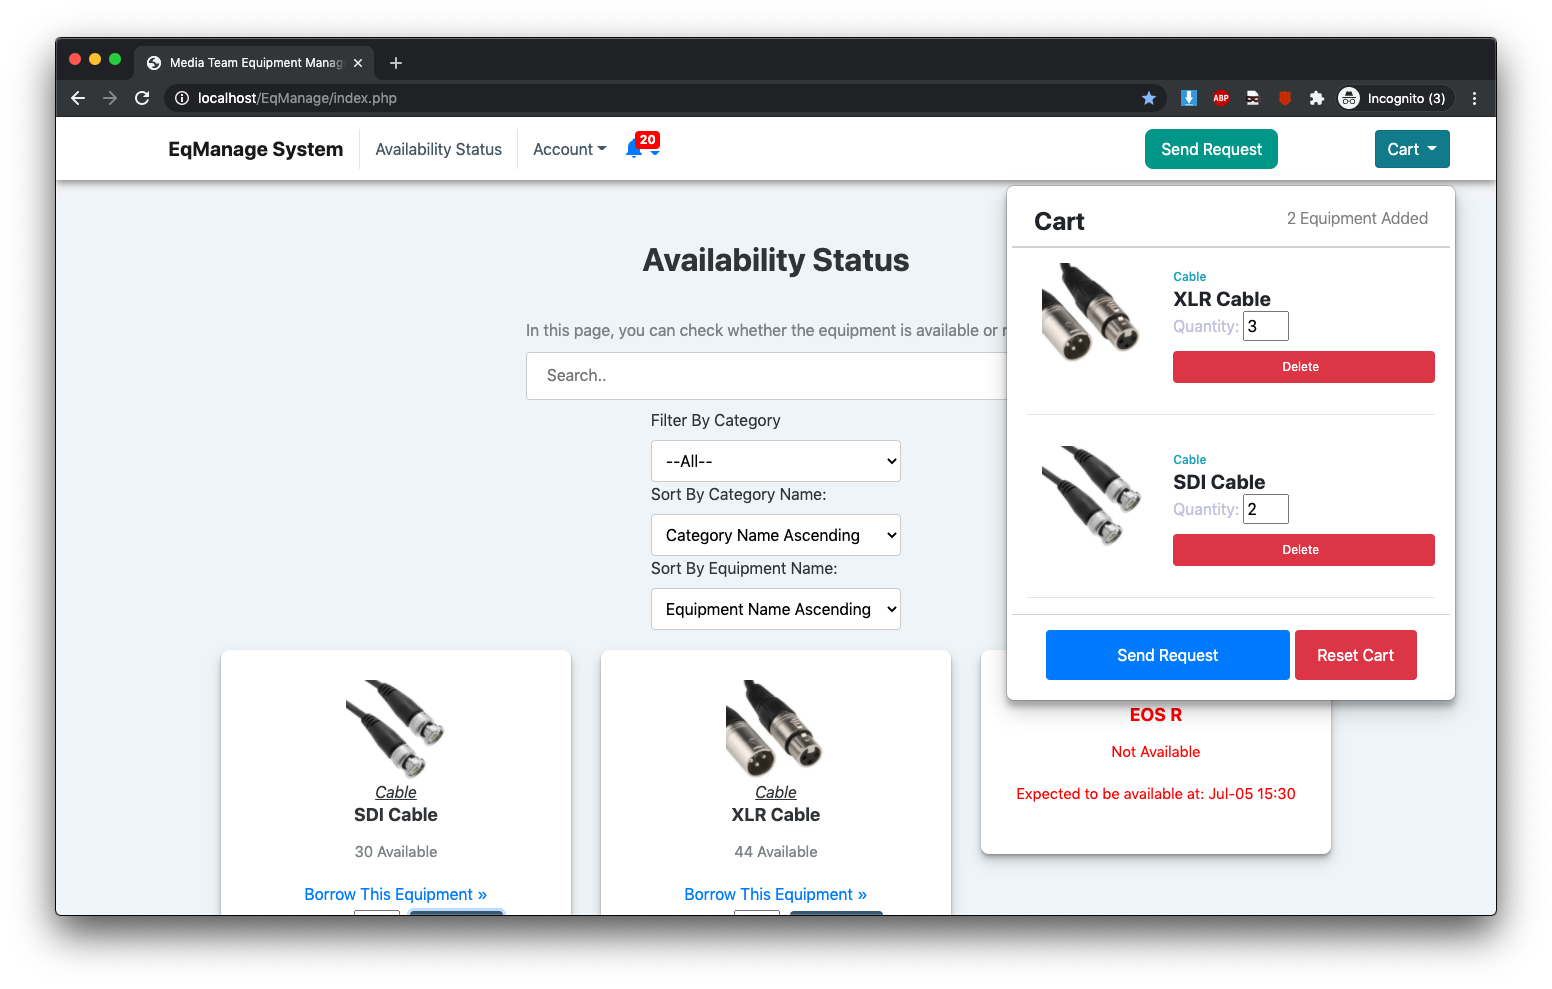 Media Team Equipment Manag
localhost/EqManage/index.php
ABP
Incognito (3)
EqManage System
Availability Status
Account
20
Send Request
Cart
Availability Status
In this page, you can check whether the equipment is available or
Search..
Filter By Category
--All--
Sort By Category Name:
Category Name Ascending
Sort By Equipment Name:
Equipment Name Ascending
Cart
2 Equipment Added
Cable
XLR Cable
Quantity: 3
Delete
Cable
SDI Cable
Quantity: 2
Delete
Send Request
Reset Cart
Cable
SDI Cable
30 Available
Borrow This Equipment »
Cable
XLR Cable
44 Available
Borrow This Equipment »
EOS R
Not Available
Expected to be available at: Jul-05 15:30